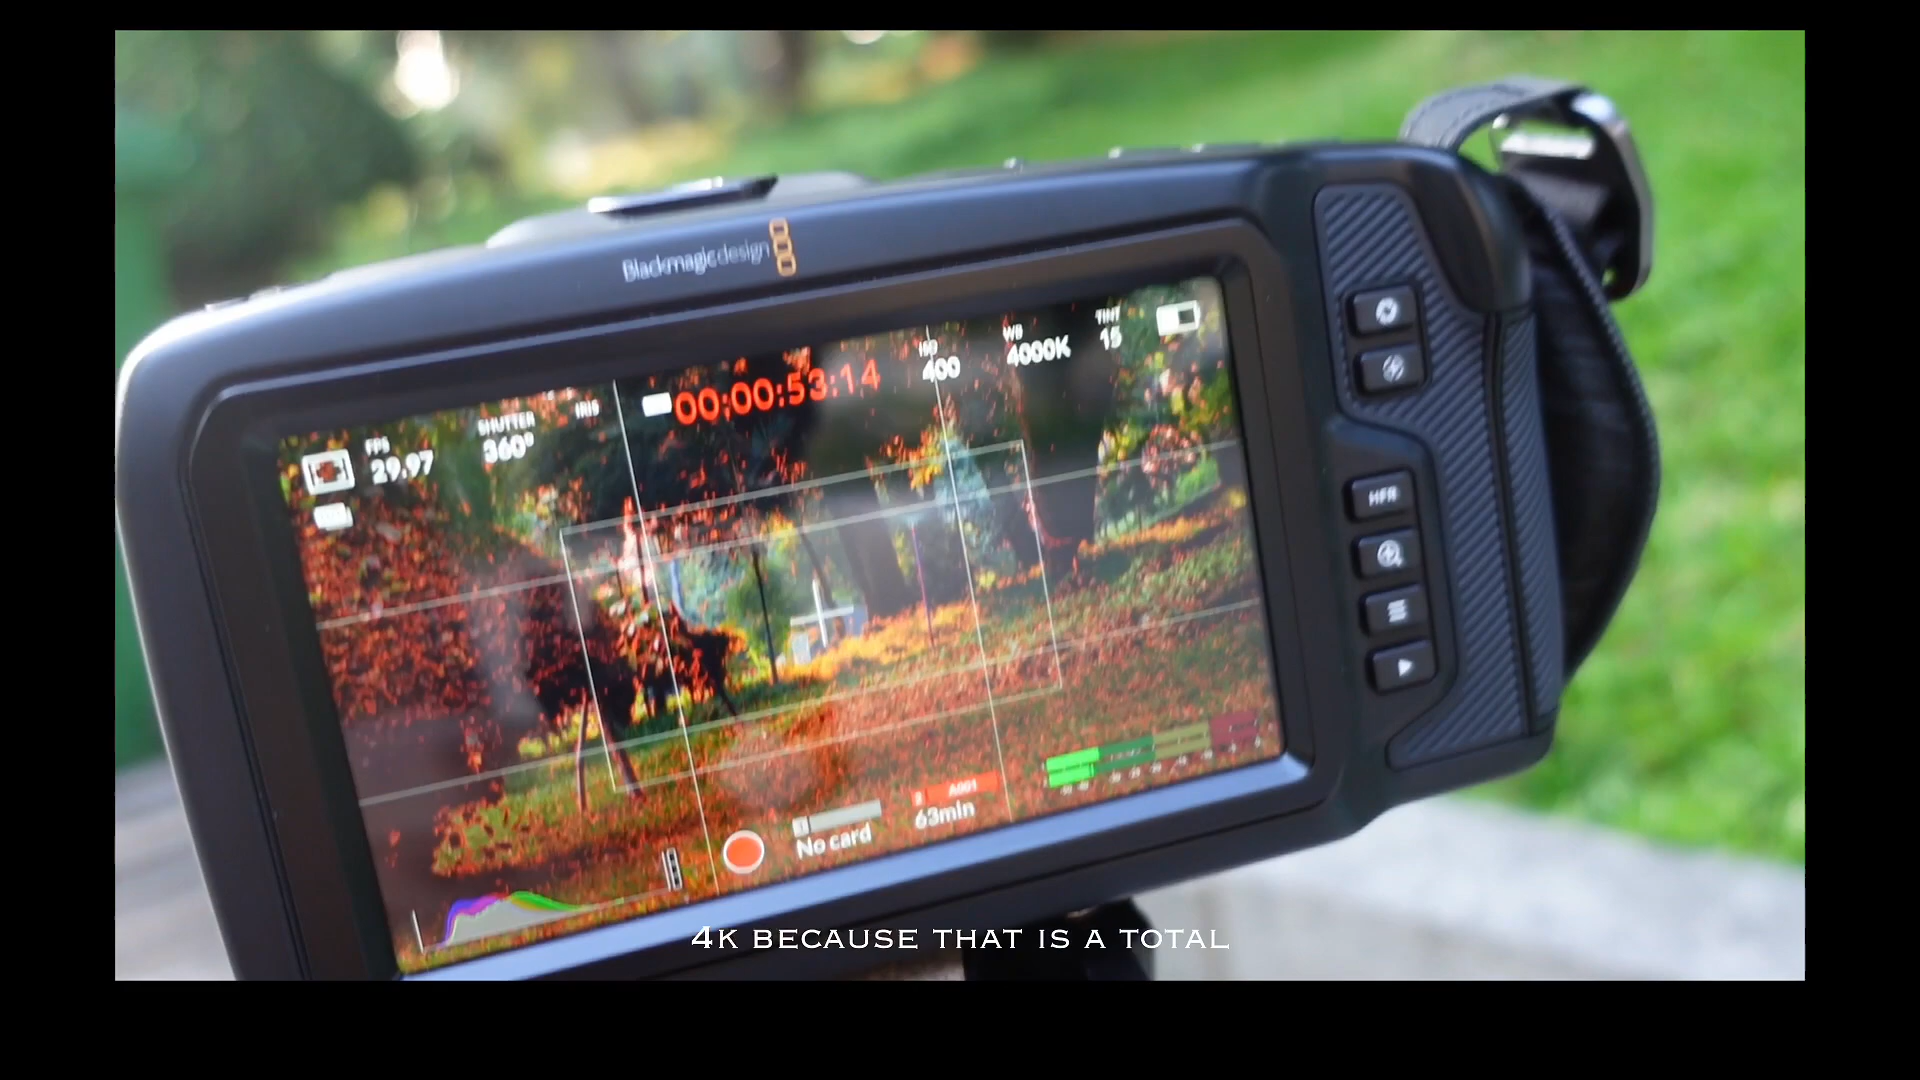 Blackmagicdesign
FPS
29.97
SHUTTER
360°
IRIS
00:00:53:14
ISO
400
WB
4000K
TINT
15
HFR
No card
A001
63min
4K BECAUSE THAT IS A TOTAL